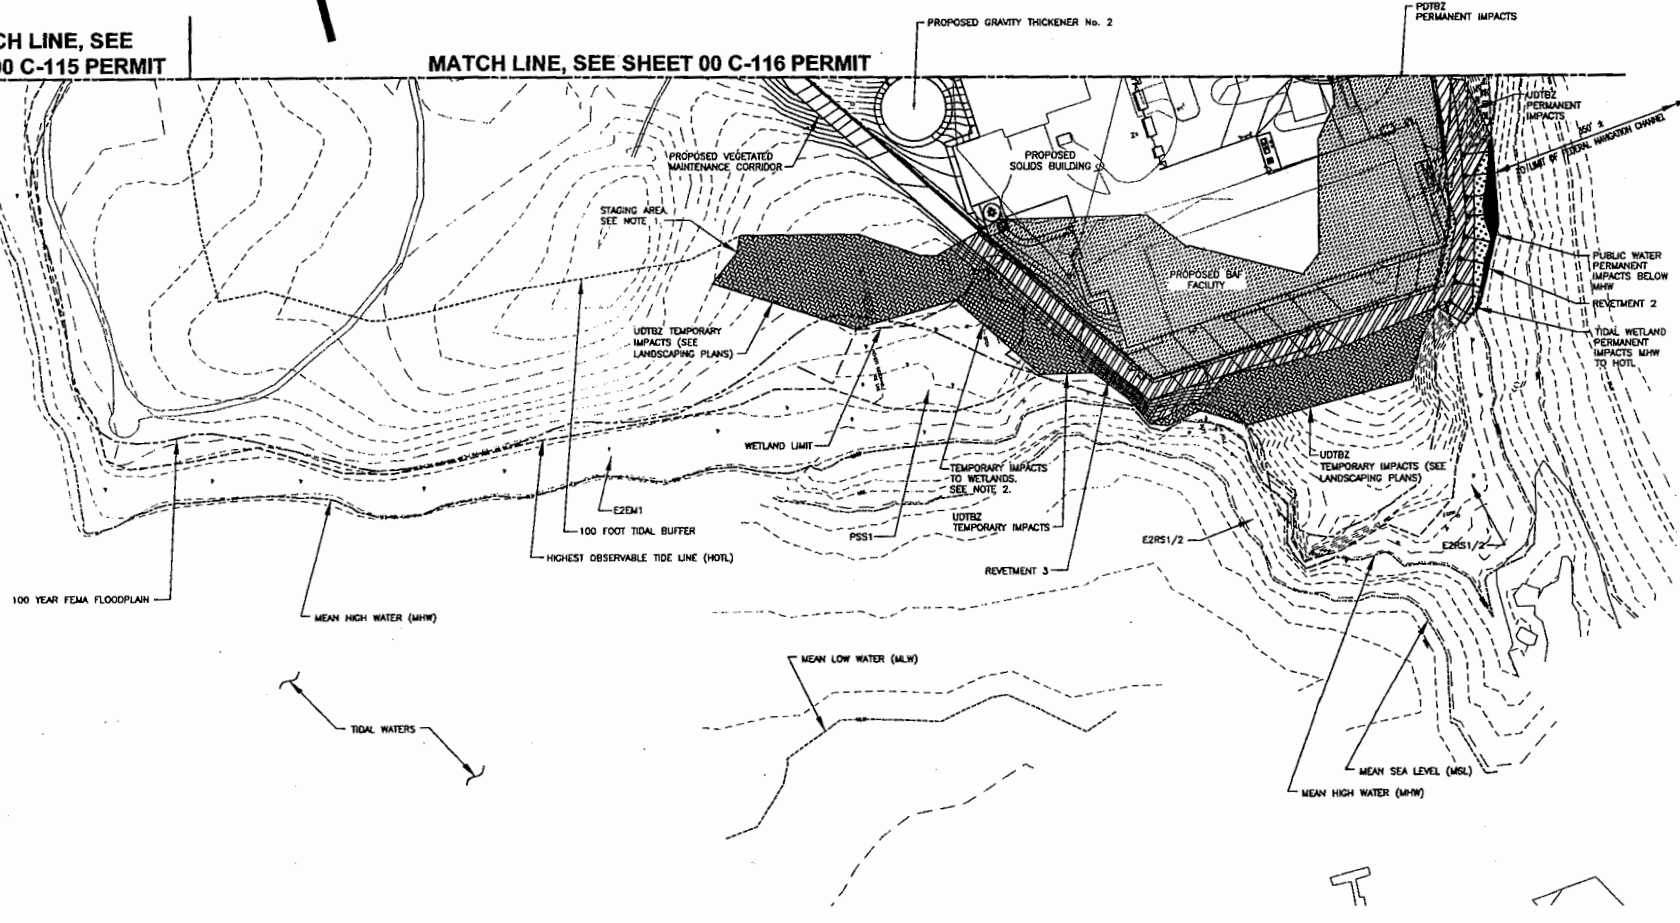 CH LINE, SEE
00 C-115 PERMIT
MATCH LINE, SEE SHEET 00 C-116 PERMIT
PROPOSED GRAVITY THICKENER No. 2
PDTBZ
PERMANENT IMPACTS
UDTBZ
PERMANENT
IMPACTS
350' ±
TO LIMIT OF FEDERAL NAVIGATION CHANNEL
PROPOSED VEGETATED
MAINTENANCE CORRIDOR
PROPOSED
SOLIDS BUILDING
STAGING AREA
SEE NOTE 1
PROPOSED BAF
FACILITY
PUBLIC WATER
PERMANENT
IMPACTS BELOW
MHW
REVETMENT 2
TIDAL WETLAND
PERMANENT
IMPACTS MHW
TO HOTL
UDTBZ TEMPORARY
IMPACTS (SEE
LANDSCAPING PLANS)
WETLAND LIMIT
TEMPORARY IMPACTS
TO WETLANDS.
SEE NOTE 2.
UDTBZ
TEMPORARY IMPACTS
UDTBZ
TEMPORARY IMPACTS (SEE
LANDSCAPING PLANS)
E2EM1
100 FOOT TIDAL BUFFER
PSS1
E2RS1/2
E2RS1/2
HIGHEST OBSERVABLE TIDE LINE (HOTL)
REVETMENT 3
100 YEAR FEMA FLOODPLAIN
MEAN HIGH WATER (MHW)
MEAN LOW WATER (MLW)
TIDAL WATERS
MEAN SEA LEVEL (MSL)
MEAN HIGH WATER (MHW)